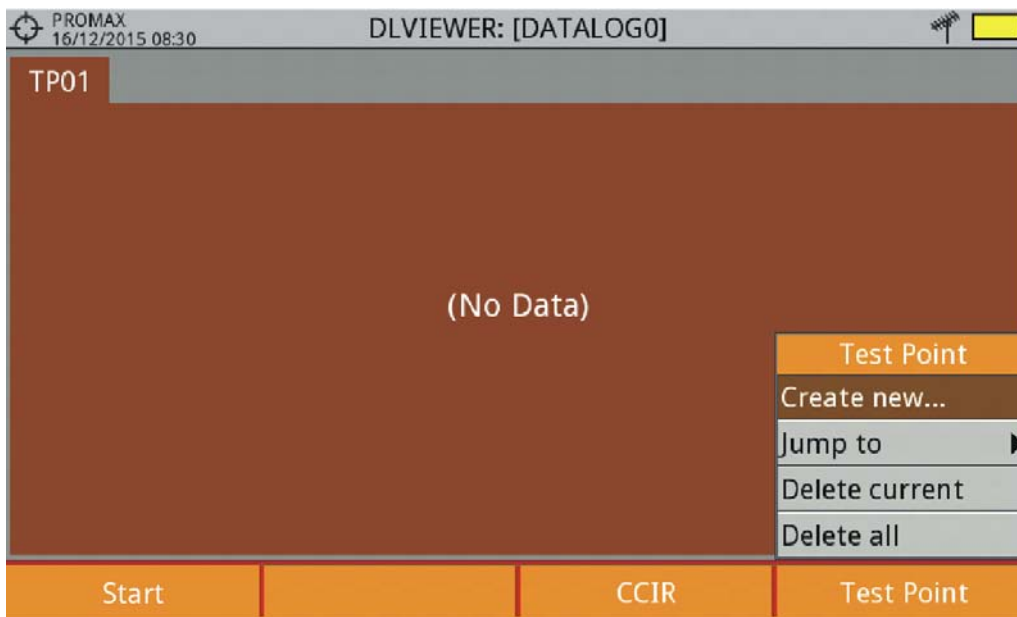 PROMAX
16/12/2015 08:30
DLVIEWER: [DATALOG0]
TP01
(No Data)
Test Point
Create new...
Jump to
Delete current
Delete all
Start
CCIR
Test Point